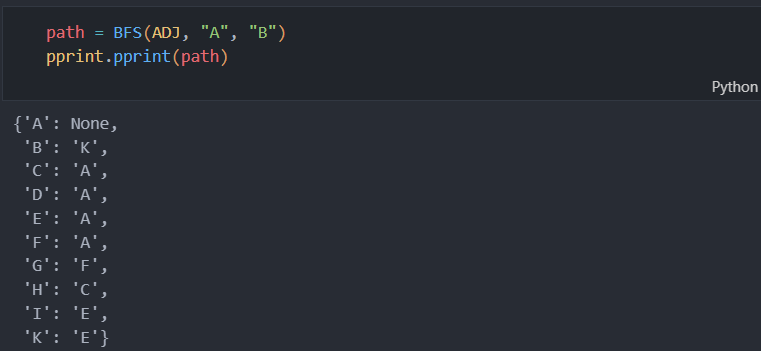 path = BFS(ADJ, "A", "B")
pprint.pprint(path)
Python
{'A': None,
'B': 'K',
'C': 'A',
'D': 'A',
'E': 'A',
'F': 'A',
'G': 'F',
'H': 'C',
'I': 'E',
'K': 'E'}